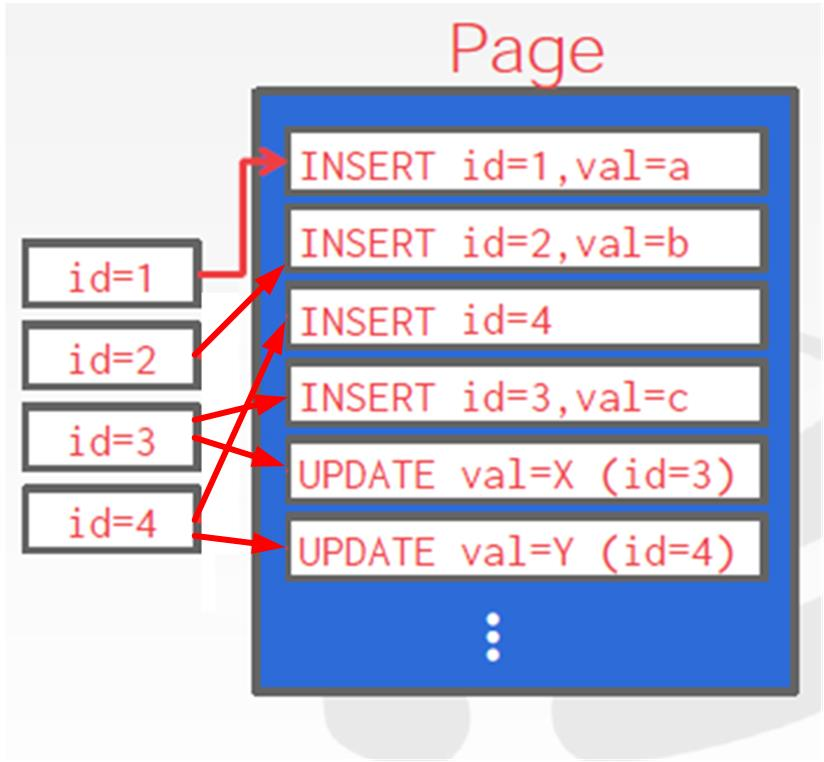 Page
INSERT id=1,val=a
INSERT id=2,val=b
INSERT id=4
INSERT id=3,val=c
UPDATE val=X (id=3)
UPDATE val=Y (id=4)
id=1
id=2
id=3
id=4